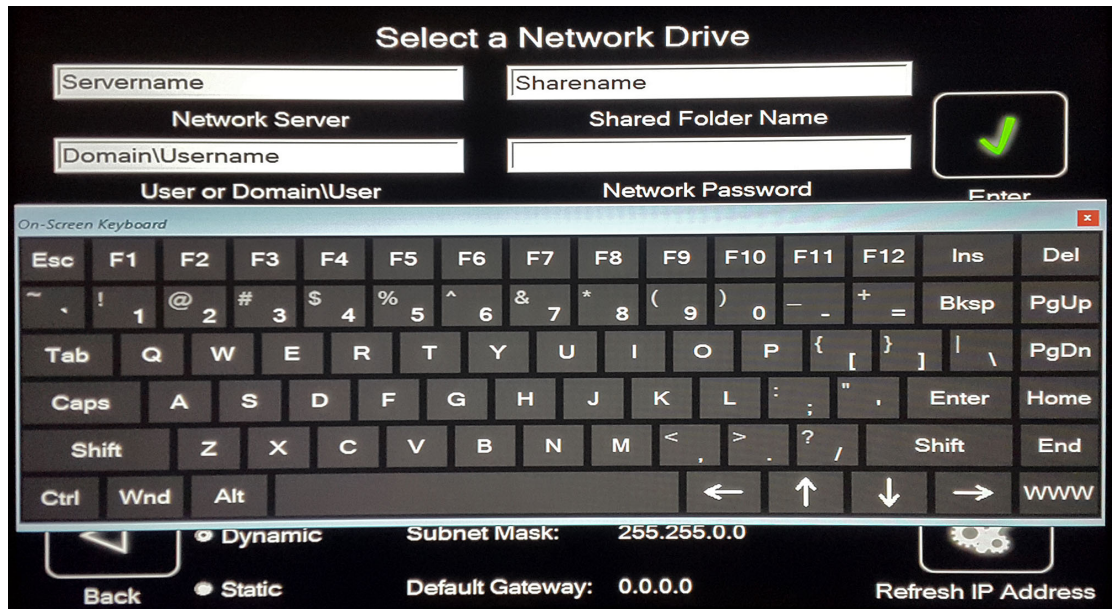 Select a Network Drive
Servername Sharename
Network Server Shared Folder Name
Domain\Username
User or Domain\User Network Password Enter
On-Screen Keyboard x
Esc F1 F2 F3 F4 F5 F6 F7 F8 F9 F10 F11 F12 Ins Del
~ ` ! 1 @ 2 # 3 $ 4 % 5 ^ 6 & 7 * 8 ( 9 ) 0 _ - + = Bksp PgUp
Tab Q W E R T Y U I O P { [ } ] | \ PgDn
Caps A S D F G H J K L : ; " ' Enter Home
Shift Z X C V B N M < , > . ? / Shift End
Ctrl Wnd Alt ← ↑ ↓ → WWW
Dynamic Subnet Mask: 255.255.0.0
Back Static Default Gateway: 0.0.0.0 Refresh IP Address